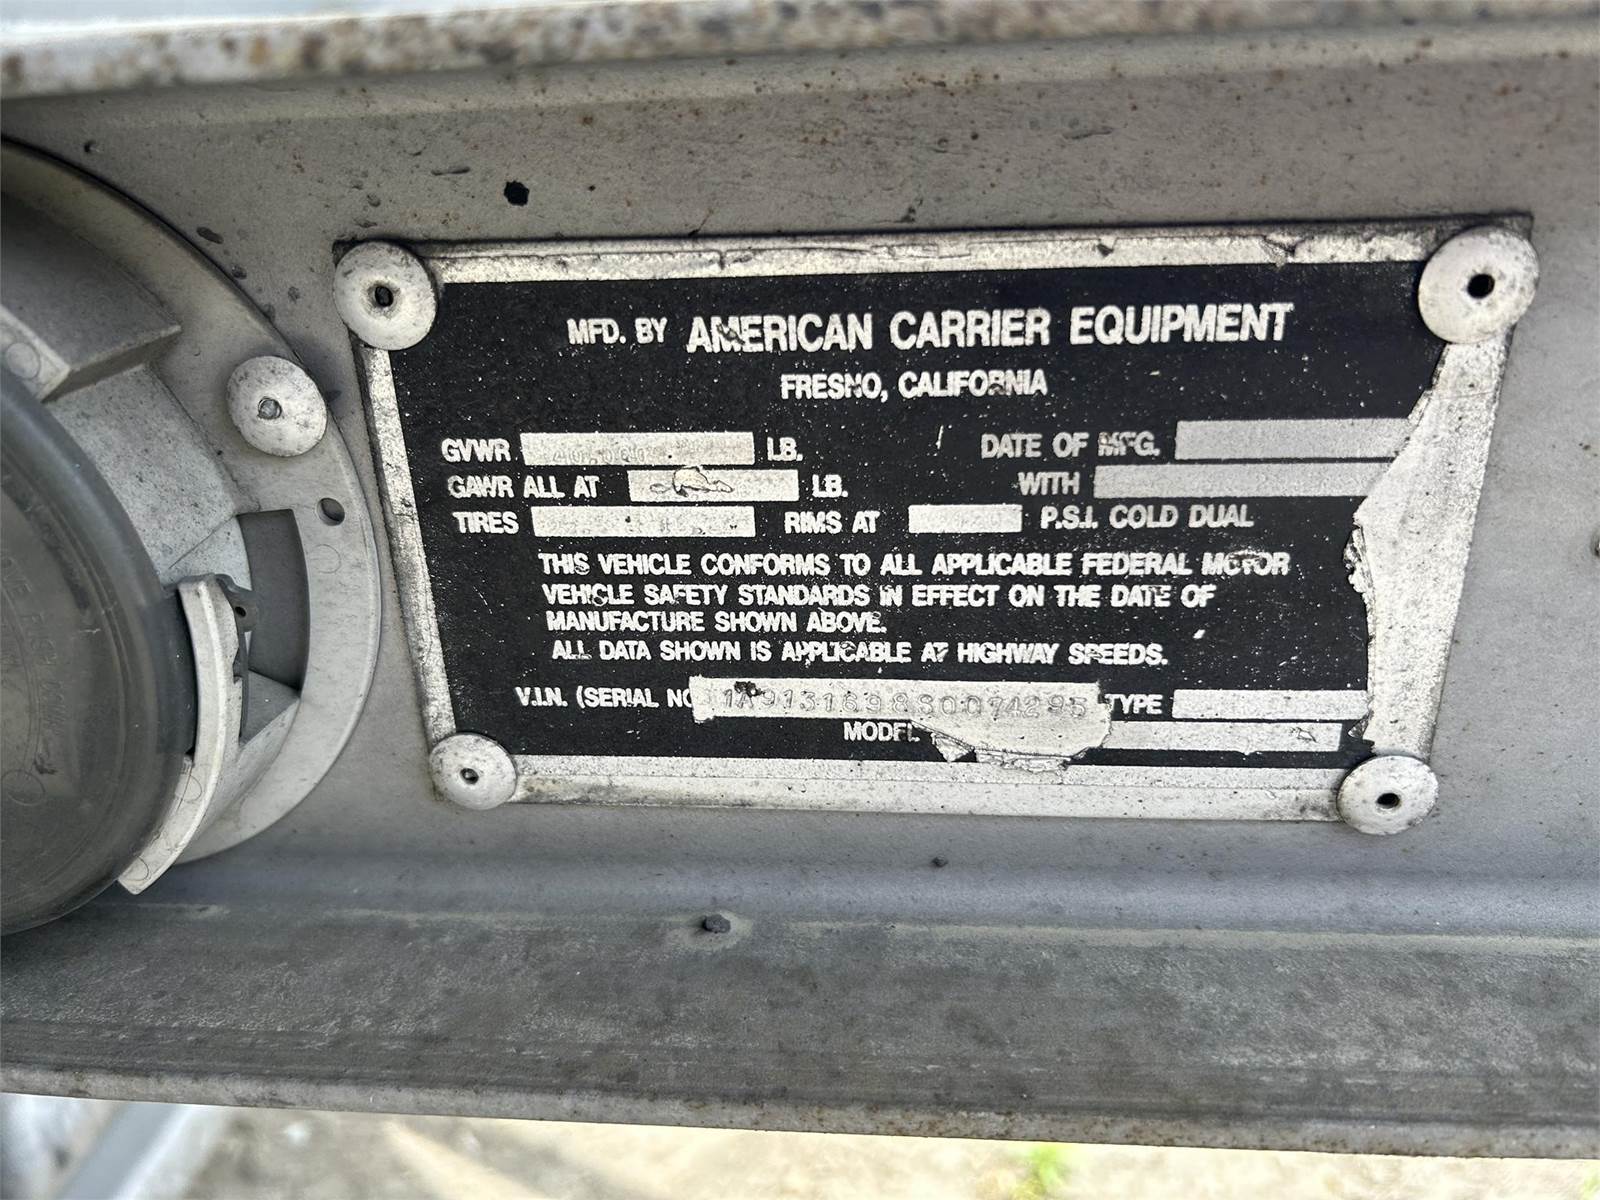 MFD. BY AMERICAN CARRIER EQUIPMENT
FRESNO, CALIFORNIA
GVWR LB. DATE OF MFG.
GAWR ALL AT LB. WITH
TIRES RIMS AT P.S.I. COLD DUAL
THIS VEHICLE CONFORMS TO ALL APPLICABLE FEDERAL MOTOR
VEHICLE SAFETY STANDARDS IN EFFECT ON THE DATE OF
MANUFACTURE SHOWN ABOVE.
ALL DATA SHOWN IS APPLICABLE AT HIGHWAY SPEEDS.
V.I.N. (SERIAL NO 1A9131698S0074295 TYPE
MODEL